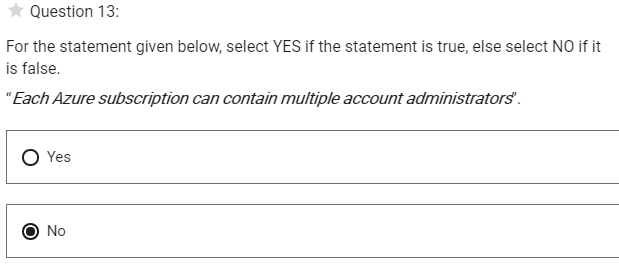 Question 13:
For the statement given below, select YES if the statement is true, else select NO if it
is false.
"Each Azure subscription can contain multiple account administrators".
Yes
No